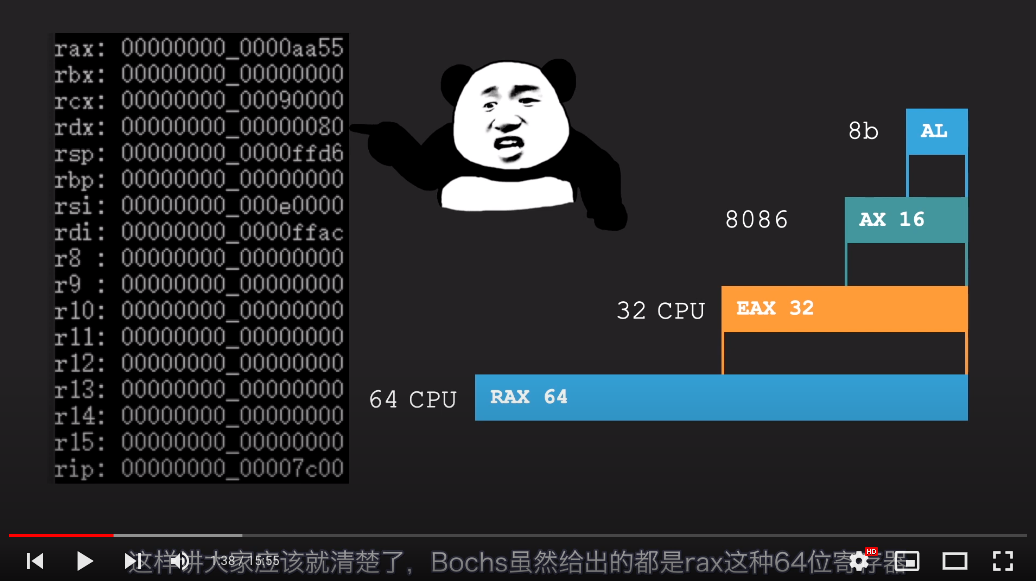 rax: 00000000_0000aa55
rbx: 00000000_00000000
rcx: 00000000_00090000
rdx: 00000000_00000080
rsp: 00000000_0000ffd6
rbp: 00000000_00000000
rsi: 00000000_000e0000
rdi: 00000000_0000ffac
r8 : 00000000_00000000
r9 : 00000000_00000000
r10: 00000000_00000000
r11: 00000000_00000000
r12: 00000000_00000000
r13: 00000000_00000000
r14: 00000000_00000000
r15: 00000000_00000000
rip: 00000000_00007c00
8b AL
8086 AX 16
32 CPU EAX 32
64 CPU RAX 64
这样讲大家应该就清楚了，Bochs虽然给出的都是rax这种64位寄存器
1:38 / 15:55
HD